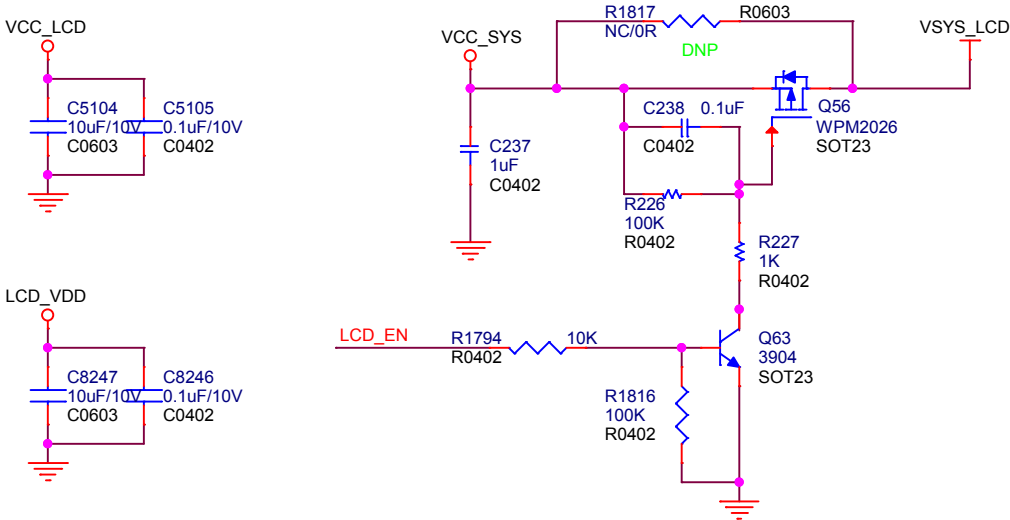 VCC_LCD
C5104
10uF/10V
C0603
C5105
0.1uF/10V
C0402
LCD_VDD
C8247
10uF/10V
C0603
C8246
0.1uF/10V
C0402
VCC_SYS
C237
1uF
C0402
R1817
NC/0R
R0603
DNP
VSYS_LCD
C238
0.1uF
C0402
Q56
WPM2026
SOT23
R226
100K
R0402
R227
1K
R0402
LCD_EN
R1794
10K
R0402
Q63
3904
SOT23
R1816
100K
R0402